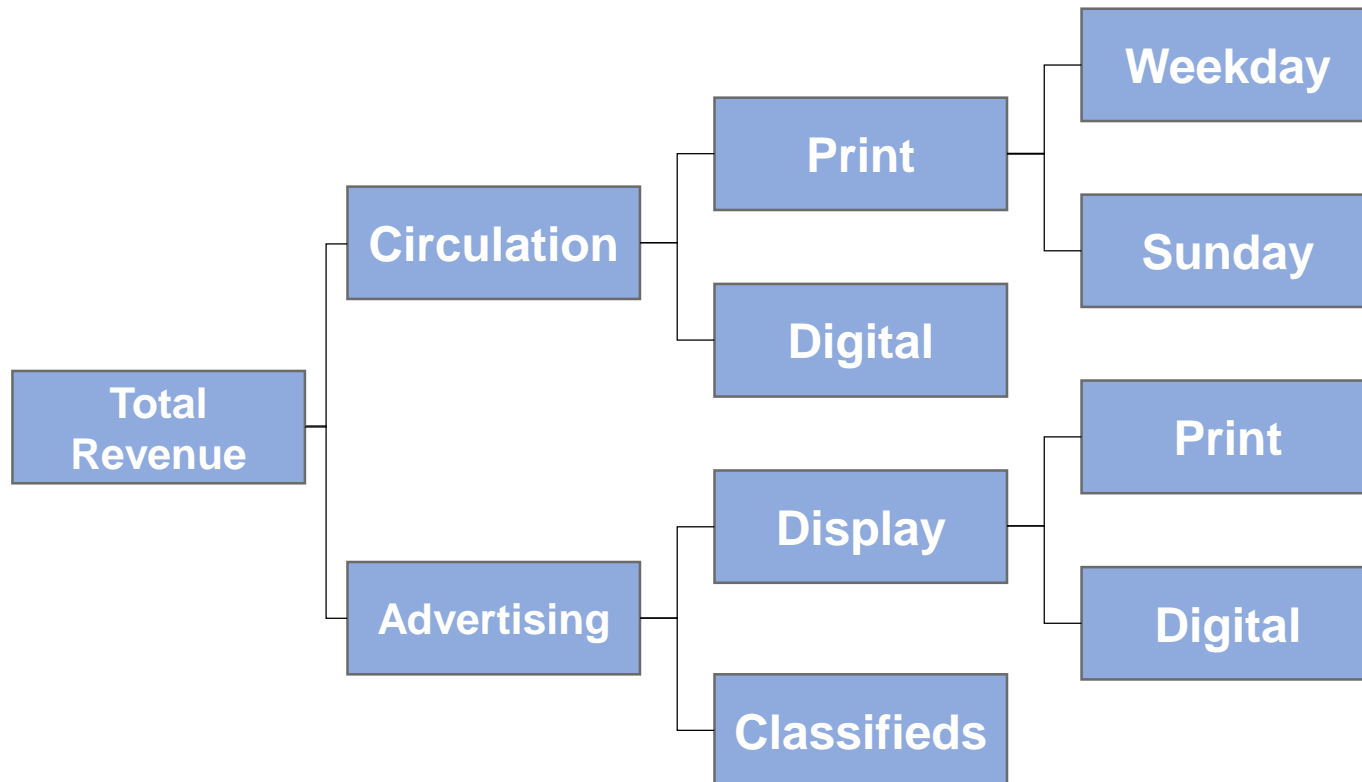 Total
Revenue
Circulation
Print
Weekday
Sunday
Digital
Advertising
Display
Print
Digital
Classifieds